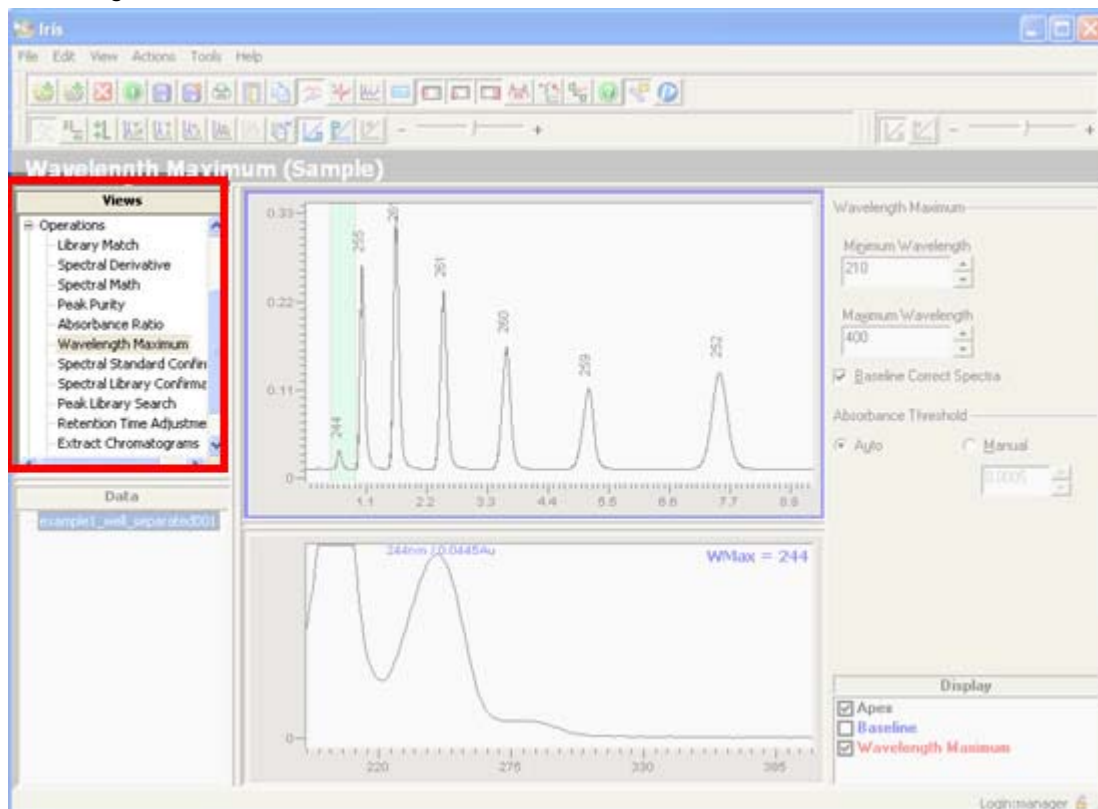 Iris
File Edit View Actions Tools Help
- +
- +
Wavelength Maximum (Sample)
Views
Operations
Library Match
Spectral Derivative
Spectral Math
Peak Purity
Absorbance Ratio
Wavelength Maximum
Spectral Standard Confir
Spectral Library Confirma
Peak Library Search
Retention Time Adjustme
Extract Chromatograms
Data
example1_well_separated001
0.33
0.22
0.11
0
244
255
261
261
260
259
252
1.1 2.2 3.3 4.4 5.5 6.6 7.7 8.8
244nm / 0.0445Au
WMax = 244
0
220 275 330 385
Wavelength Maximum
Minimum Wavelength
210
Maximum Wavelength
400
Baseline Correct Spectra
Absorbance Threshold
Auto Manual
0.0005
Display
Apex
Baseline
Wavelength Maximum
Login:manager